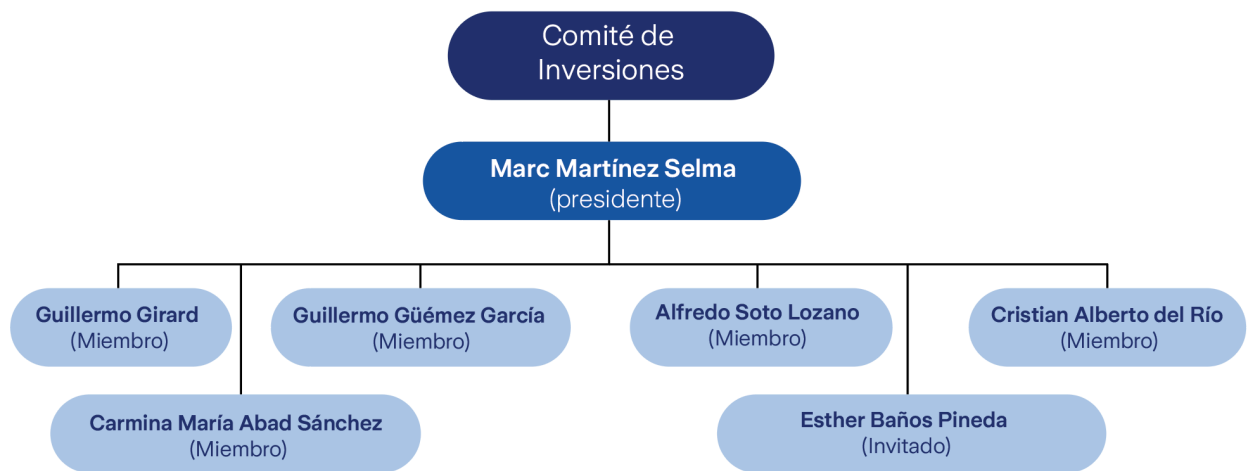 Comité de
Inversiones
Marc Martínez Selma
(presidente)
Guillermo Girard
(Miembro)
Guillermo Güémez García
(Miembro)
Alfredo Soto Lozano
(Miembro)
Cristian Alberto del Río
(Miembro)
Carmina María Abad Sánchez
(Miembro)
Esther Baños Pineda
(Invitado)